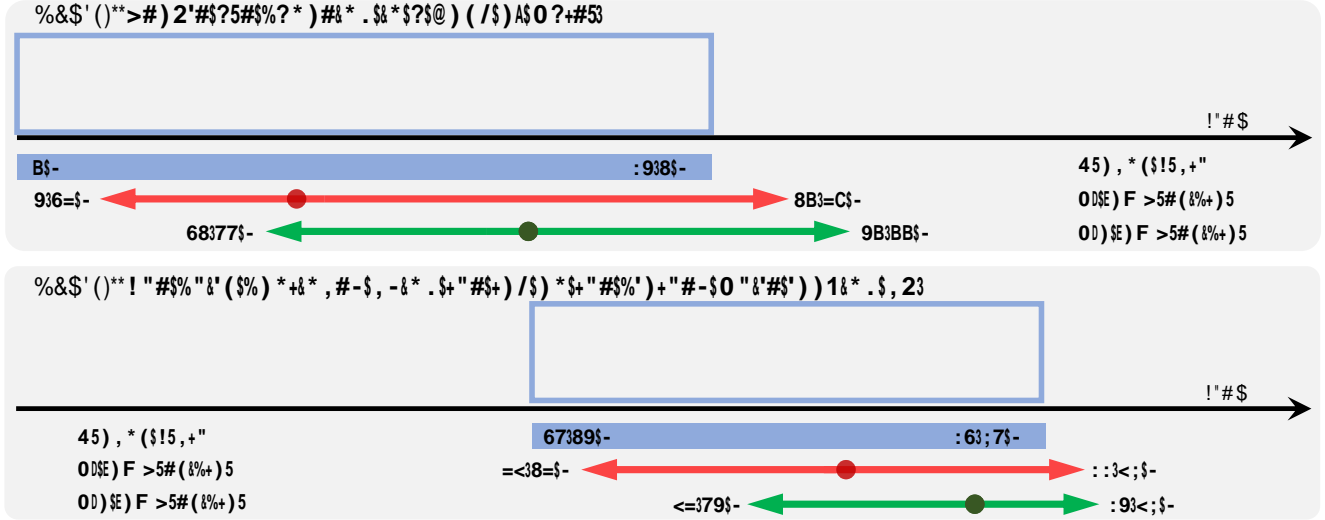 %&$'()**>#)2'#$?5#$%?*)#&*.$&*$?$@)(/$)A$0?+#53
!"#$
B$- :938$- 45),*($!5,+"
936=$- 8B3=C$- 0D$E)F>5#(&%+)5
68377$- 9B3BB$- 0D)$E)F>5#(&%+)5
%&$'()**!"#$%"&'($%)*+&*,#-$,-&*.$+"#$+)/$)*$+"#$%')+"#-$0"&'#$'))1&*.$,23
!"#$
45),*($!5,+" 67389$- :63;7$-
0D$E)F>5#(&%+)5 =<38=$- ::3<;$-
0D)$E)F>5#(&%+)5 <=379$- :93<;$-